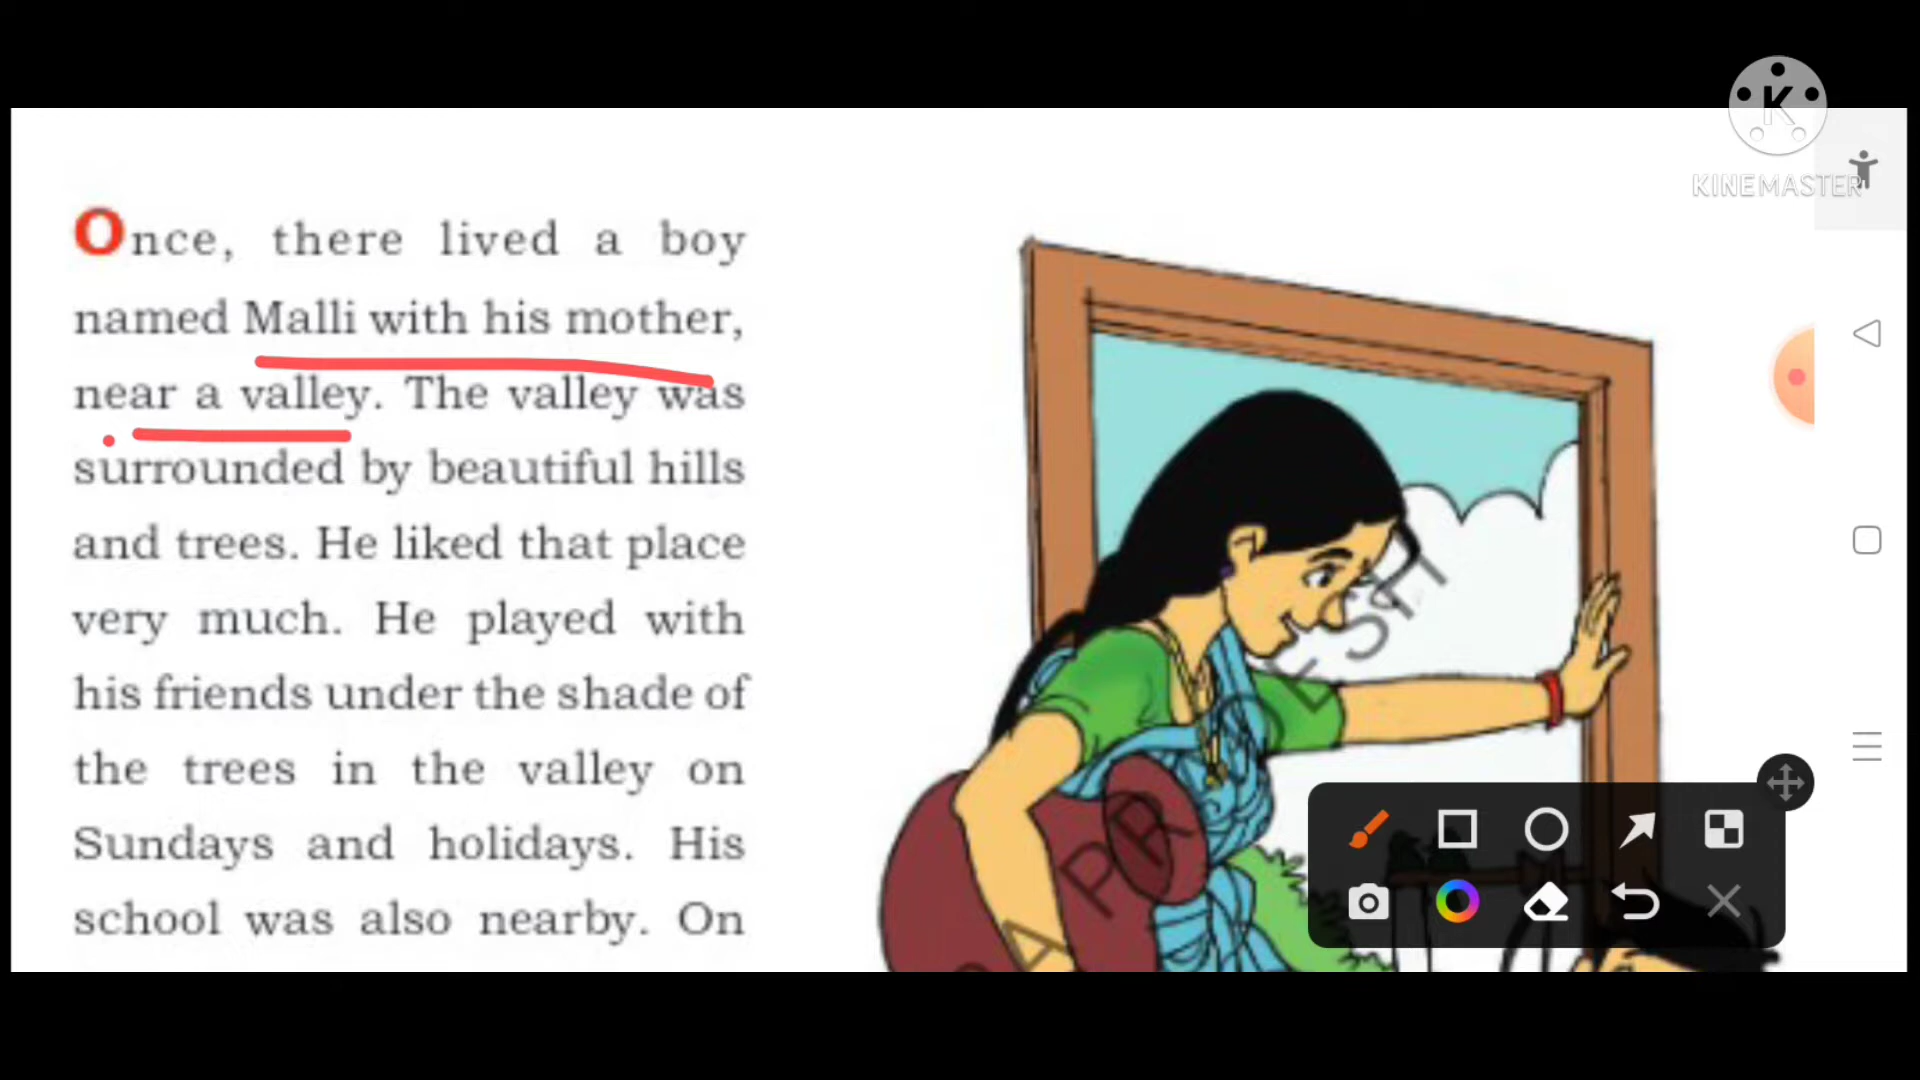 KINEMASTER
Once, there lived a boy
named Malli with his mother,
near a valley. The valley was
surrounded by beautiful hills
and trees. He liked that place
very much. He played with
his friends under the shade of
the trees in the valley on
Sundays and holidays. His
school was also nearby. On